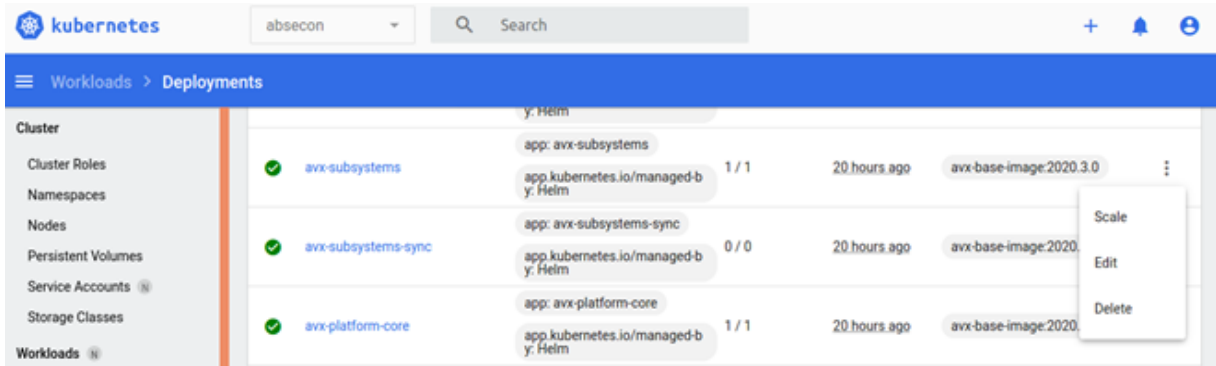 kubernetes
absecon
Search
Workloads > Deployments
Cluster
Cluster Roles
Namespaces
Nodes
Persistent Volumes
Service Accounts N
Storage Classes
Workloads N
y: Helm
avx-subsystems
app: avx-subsystems
app.kubernetes.io/managed-b
y: Helm
1 / 1
20 hours ago
avx-base-image:2020.3.0
avx-subsystems-sync
app: avx-subsystems-sync
app.kubernetes.io/managed-b
y: Helm
0 / 0
20 hours ago
avx-base-image:2020.
avx-platform-core
app: avx-platform-core
app.kubernetes.io/managed-b
y: Helm
1 / 1
20 hours ago
avx-base-image:2020.
Scale
Edit
Delete